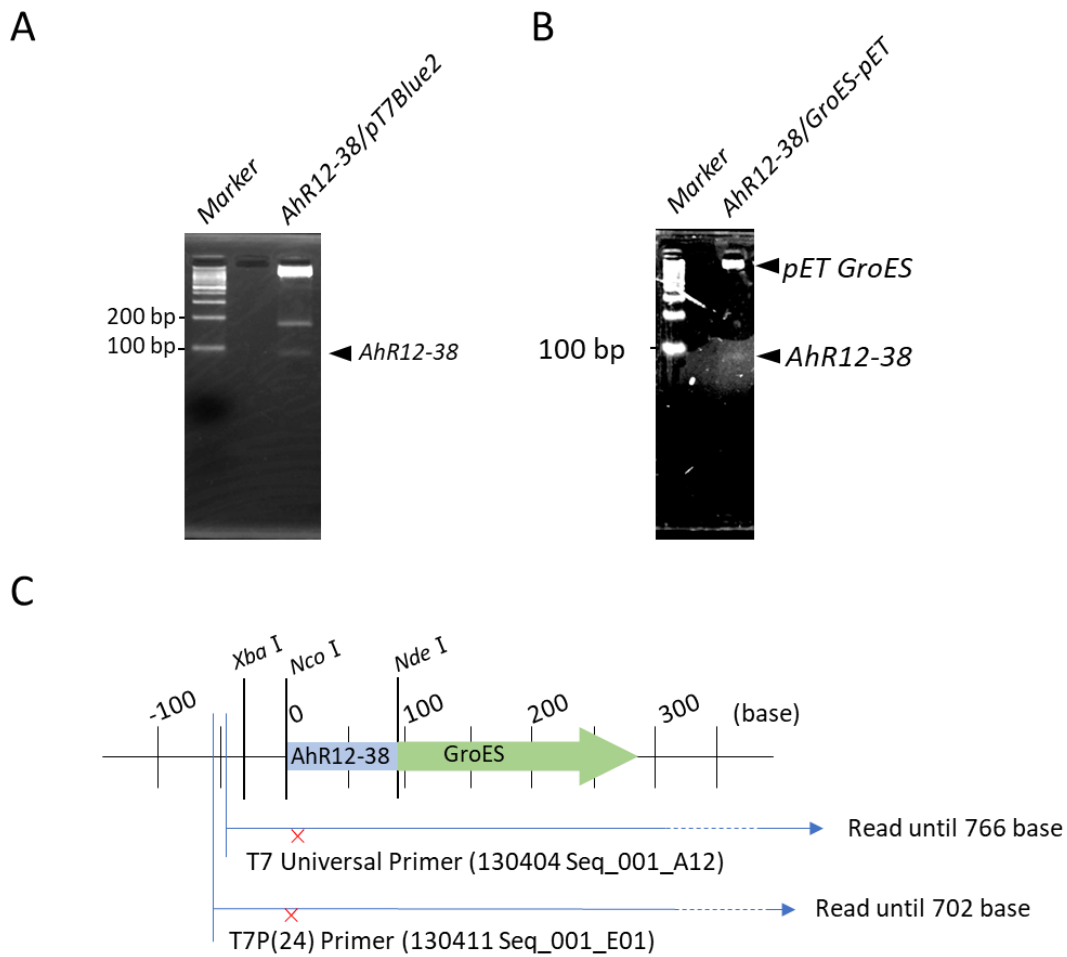 A
B
Marker
AhR12-38/pT7Blue2
Marker
AhR12-38/GroES-pET
200 bp
100 bp
AhR12-38
pET GroES
100 bp
AhR12-38
C
Xba I
Nco I
Nde I
-100
0
100
200
300
(base)
AhR12-38
GroES
Read until 766 base
T7 Universal Primer (130404 Seq_001_A12)
Read until 702 base
T7P(24) Primer (130411 Seq_001_E01)